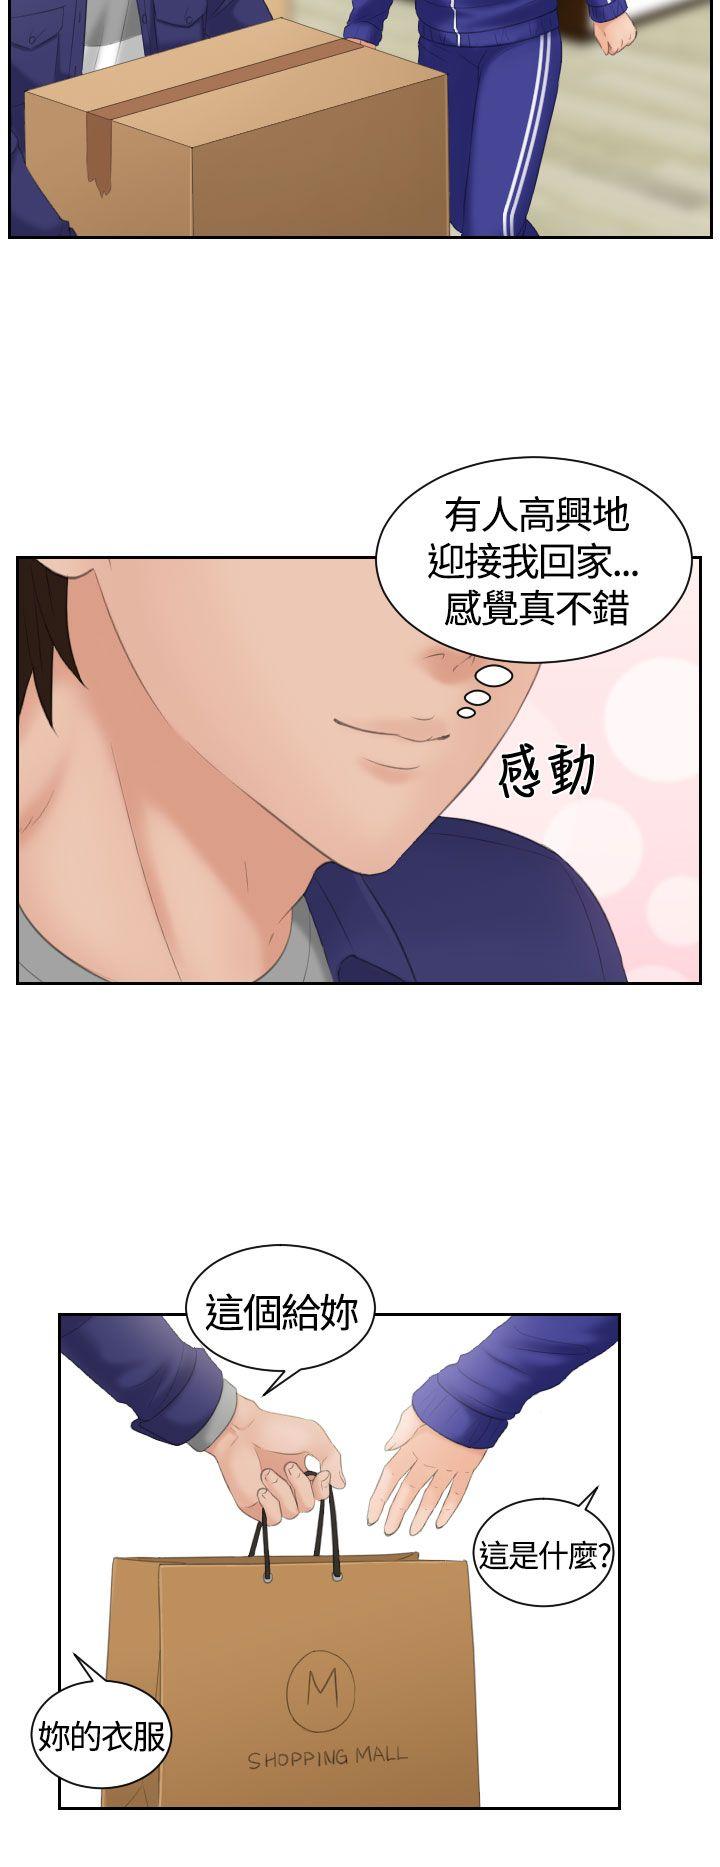 有人高興地
迎接我回家...
感覺真不錯
感動
這個給妳
這是什麼?
妳的衣服
M
SHOPPING MALL